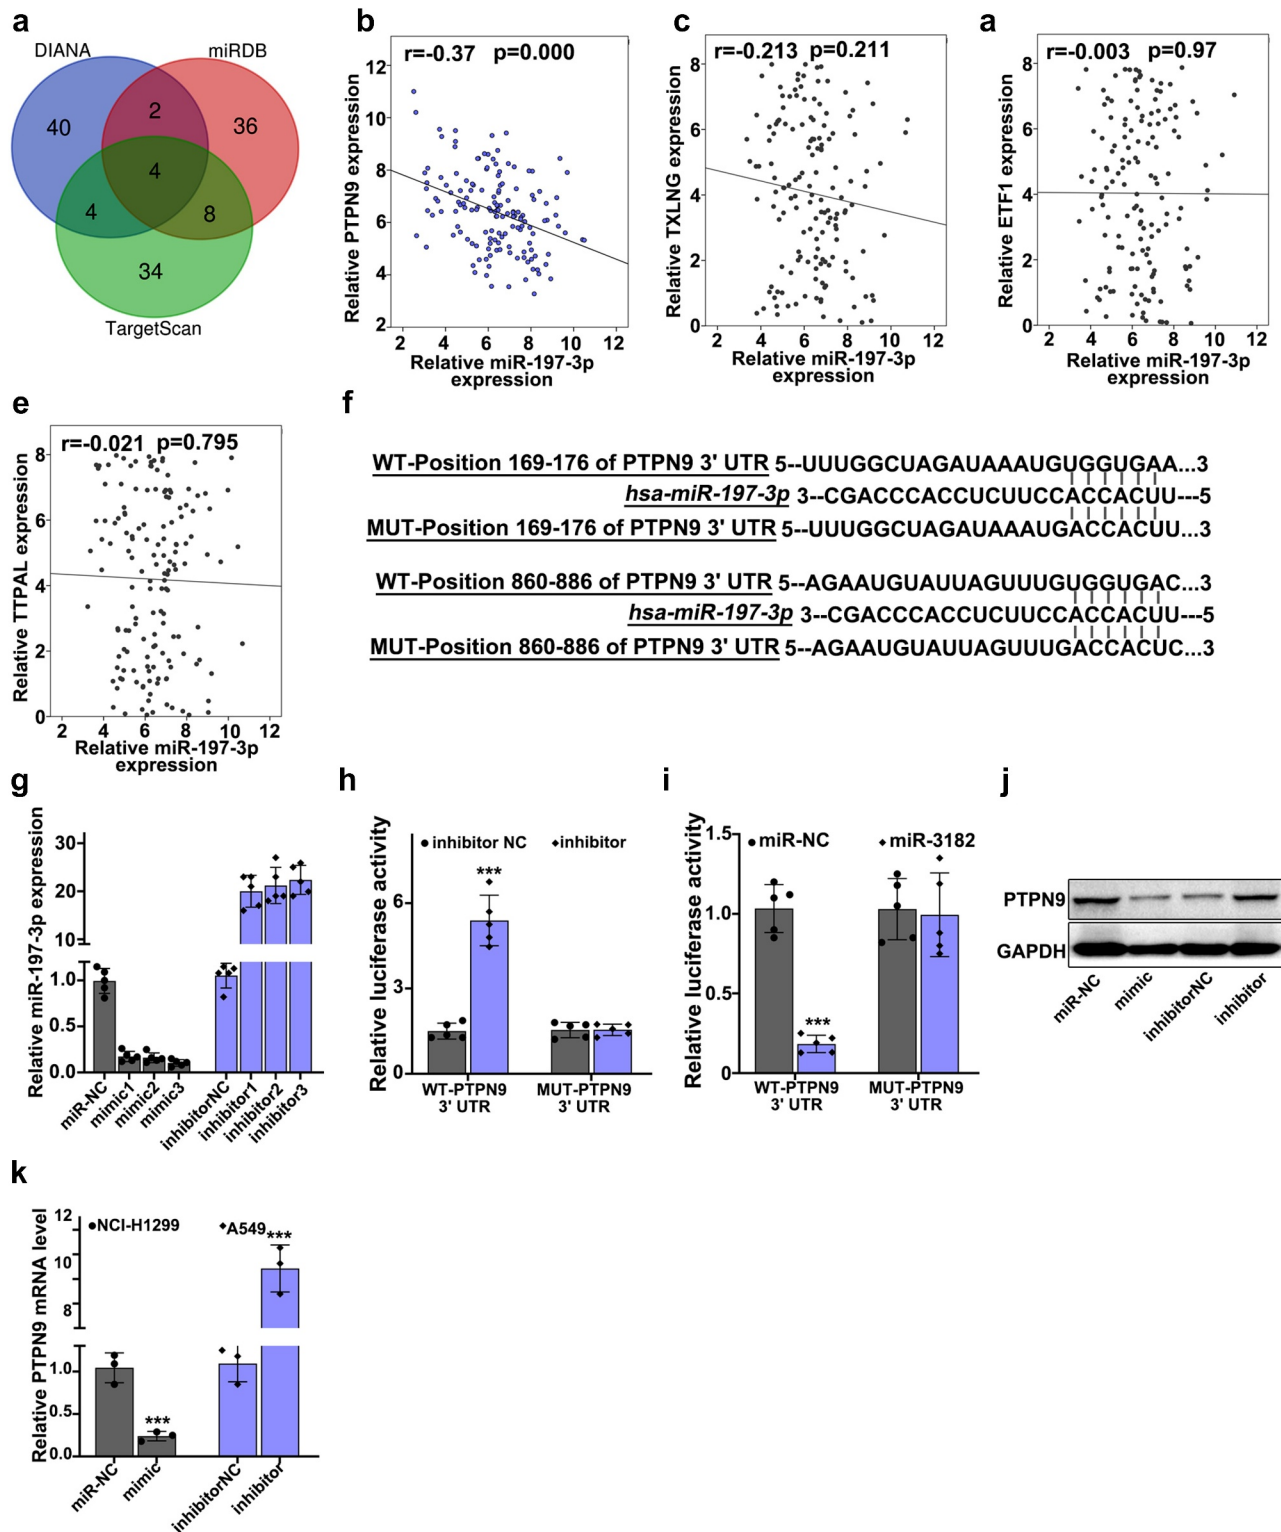 a
DIANA
miRDB
40
2
36
4
4
8
34
TargetScan
b
r=-0.37 p=0.000
Relative PTPN9 expression
12
10
8
6
4
2
2 4 6 8 10 12
Relative miR-197-3p
expression
c
r=-0.213 p=0.211
Relative TXLNG expression
8
6
4
2
0
2 4 6 8 10 12
Relative miR-197-3p
expression
a
r=-0.003 p=0.97
Relative ETF1 expression
8
6
4
2
0
2 4 6 8 10 12
Relative miR-197-3p
expression
e
r=-0.021 p=0.795
Relative TTPAL expression
8
6
4
2
0
2 4 6 8 10 12
Relative miR-197-3p
expression
f
WT-Position 169-176 of PTPN9 3' UTR 5--UUUGGCUAGAUAAAUGUGGUGAA...3
hsa-miR-197-3p 3--CGACCCACCUCUUCCACCACUU---5
MUT-Position 169-176 of PTPN9 3' UTR 5--UUUGGCUAGAUAAAUGACCACUU...3
WT-Position 860-886 of PTPN9 3' UTR 5--AGAAUGUAUUAGUUUGUGGUGAC...3
hsa-miR-197-3p 3--CGACCCACCUCUUCCACCACUU---5
MUT-Position 860-886 of PTPN9 3' UTR 5--AGAAUGUAUUAGUUUGACCACUC...3
g
Relative miR-197-3p expression
30
20
10
1.0
0.5
0.0
miR-NC
mimic1
mimic2
mimic3
inhibitorNC
inhibitor1
inhibitor2
inhibitor3
h
Relative luciferase activity
inhibitor NC
inhibitor
6
3
0
***
WT-PTPN9
3' UTR
MUT-PTPN9
3' UTR
i
Relative luciferase activity
miR-NC
miR-3182
1.5
1.0
0.5
0
***
WT-PTPN9
3' UTR
MUT-PTPN9
3' UTR
j
PTPN9
GAPDH
miR-NC
mimic
inhibitorNC
inhibitor
k
Relative PTPN9 mRNA level
NCI-H1299
A549
12
10
8
1.0
0.5
0.0
***
***
miR-NC
mimic
inhibitorNC
inhibitor